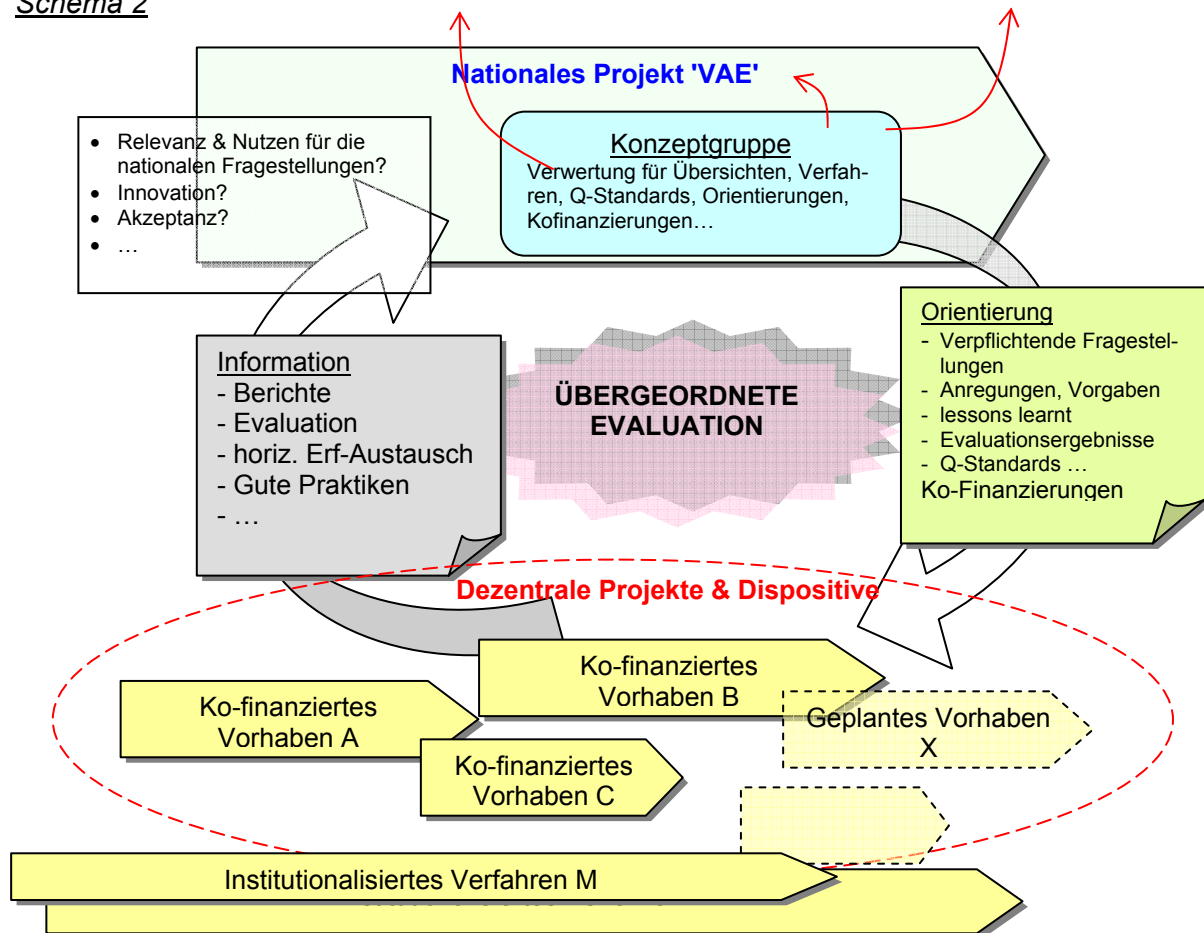 Schema 2
Nationales Projekt 'VAE'
• Relevanz & Nutzen für die
nationalen Fragestellungen?
• Innovation?
• Akzeptanz?
• …
Konzeptgruppe
Verwertung für Übersichten, Verfah-
ren, Q-Standards, Orientierungen,
Kofinanzierungen…
Information
- Berichte
- Evaluation
- horiz. Erf-Austausch
- Gute Praktiken
- …
ÜBERGEORDNETE
EVALUATION
Orientierung
- Verpflichtende Fragestel-
lungen
- Anregungen, Vorgaben
- lessons learnt
- Evaluationsergebnisse
- Q-Standards …
Ko-Finanzierungen
Dezentrale Projekte & Dispositive
Ko-finanziertes
Vorhaben B
Ko-finanziertes
Vorhaben A
Geplantes Vorhaben
X
Ko-finanziertes
Vorhaben C
Institutionalisiertes Verfahren M